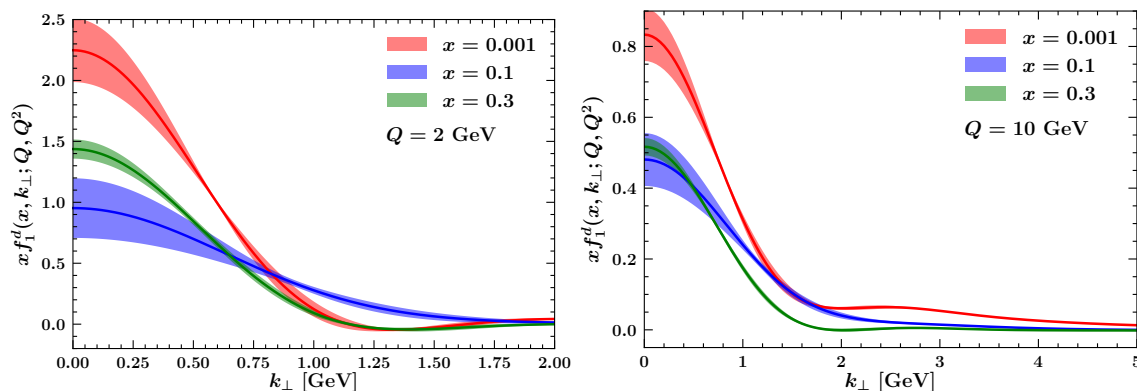 xf_1^d(x, k_⊥; Q, Q^2)
2.5
2.0
1.5
1.0
0.5
0.0
x = 0.001
x = 0.1
x = 0.3
Q = 2 GeV
0.00 0.25 0.50 0.75 1.00 1.25 1.50 1.75 2.00
k_⊥ [GeV]
xf_1^d(x, k_⊥; Q, Q^2)
0.8
0.6
0.4
0.2
0.0
x = 0.001
x = 0.1
x = 0.3
Q = 10 GeV
0 1 2 3 4 5
k_⊥ [GeV]